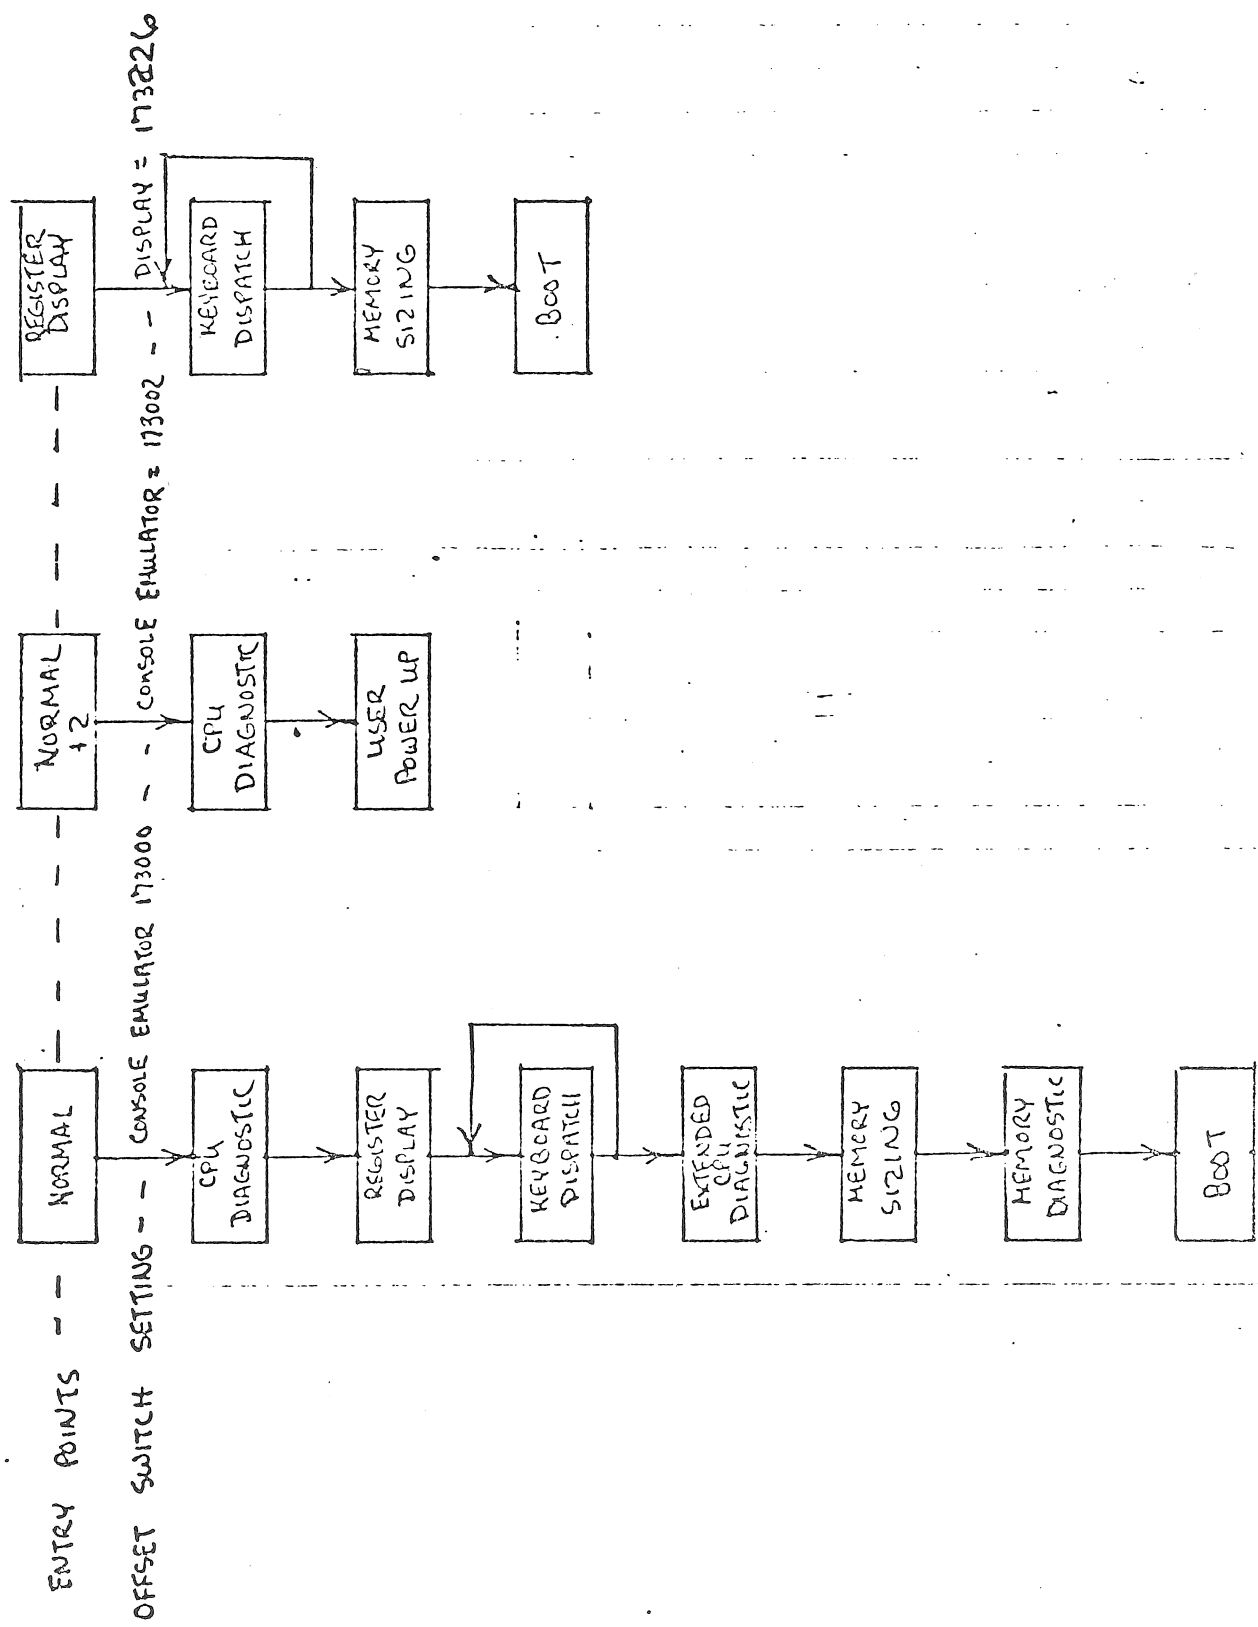 ENTRY POINTS - -
NORMAL
NORMAL
+2
REGISTER
DISPLAY
OFFSET SWITCH SETTING - - CONSOLE EMULATOR 173000 - - CONSOLE EMULATOR = 173002 - - DISPLAY = 173226
CPU
DIAGNOSTIC
REGISTER
DISPLAY
KEYBOARD
DISPATCH
EXTENDED
CPU
DIAGNISTIC
MEMORY
SIZING
MEMORY
DIAGNOSTIC
BOOT
CPU
DIAGNOSTIC
USER
POWER UP
KEYBOARD
DISPATCH
MEMORY
SIZING
BOOT